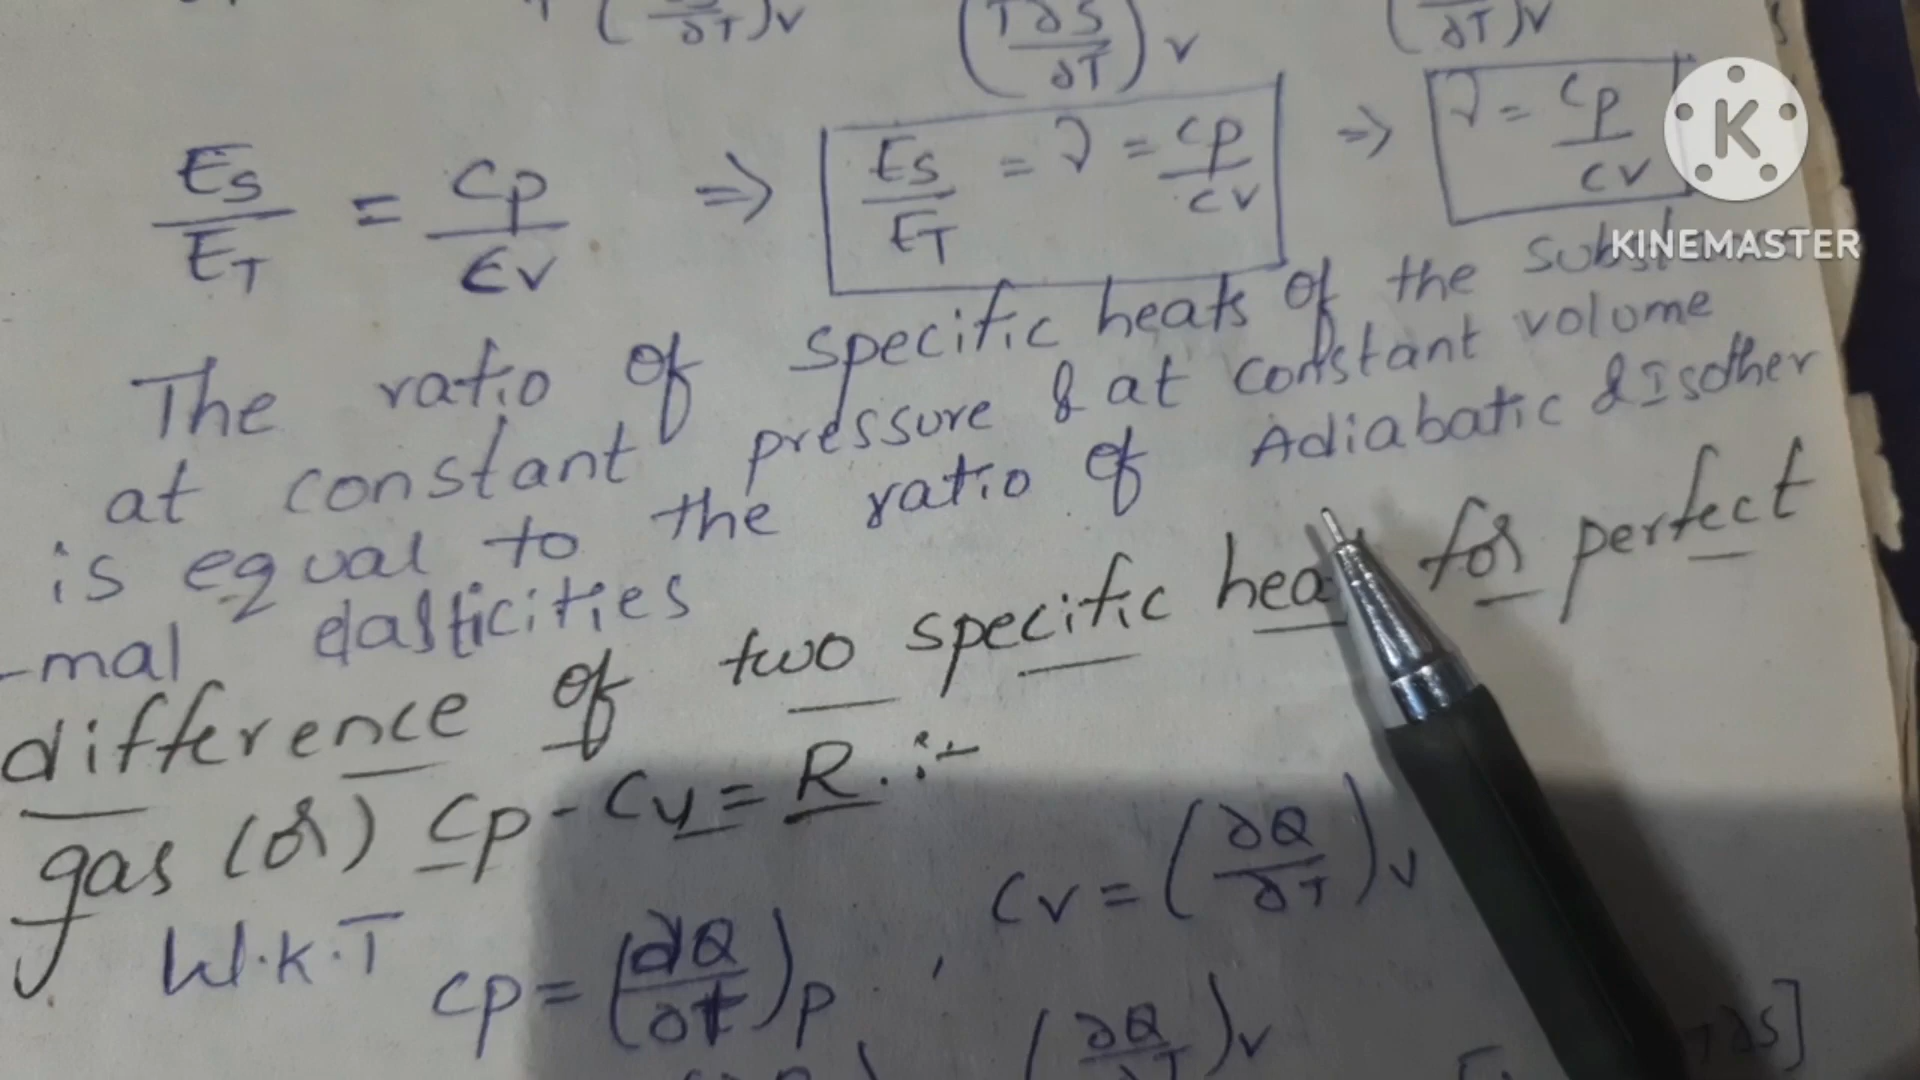 (∂T)v (T∂S/∂T)v (∂T)v
Es/ET = Cp/Cv ⇒ Es/ET = γ = Cp/Cv ⇒ γ = Cp/Cv
K
KINEMASTER
The ratio of specific heats of the
at constant pressure & at constant volume
is equal to the ratio of Adiabatic & Isother
-mal elasticities
difference of two specific hea for perfect
gas (or) Cp - Cv = R :-
W.K.T Cp = (∂Q/∂t)p , Cv = (∂Q/∂T)v
(∂Q/∂T)v ∂S]